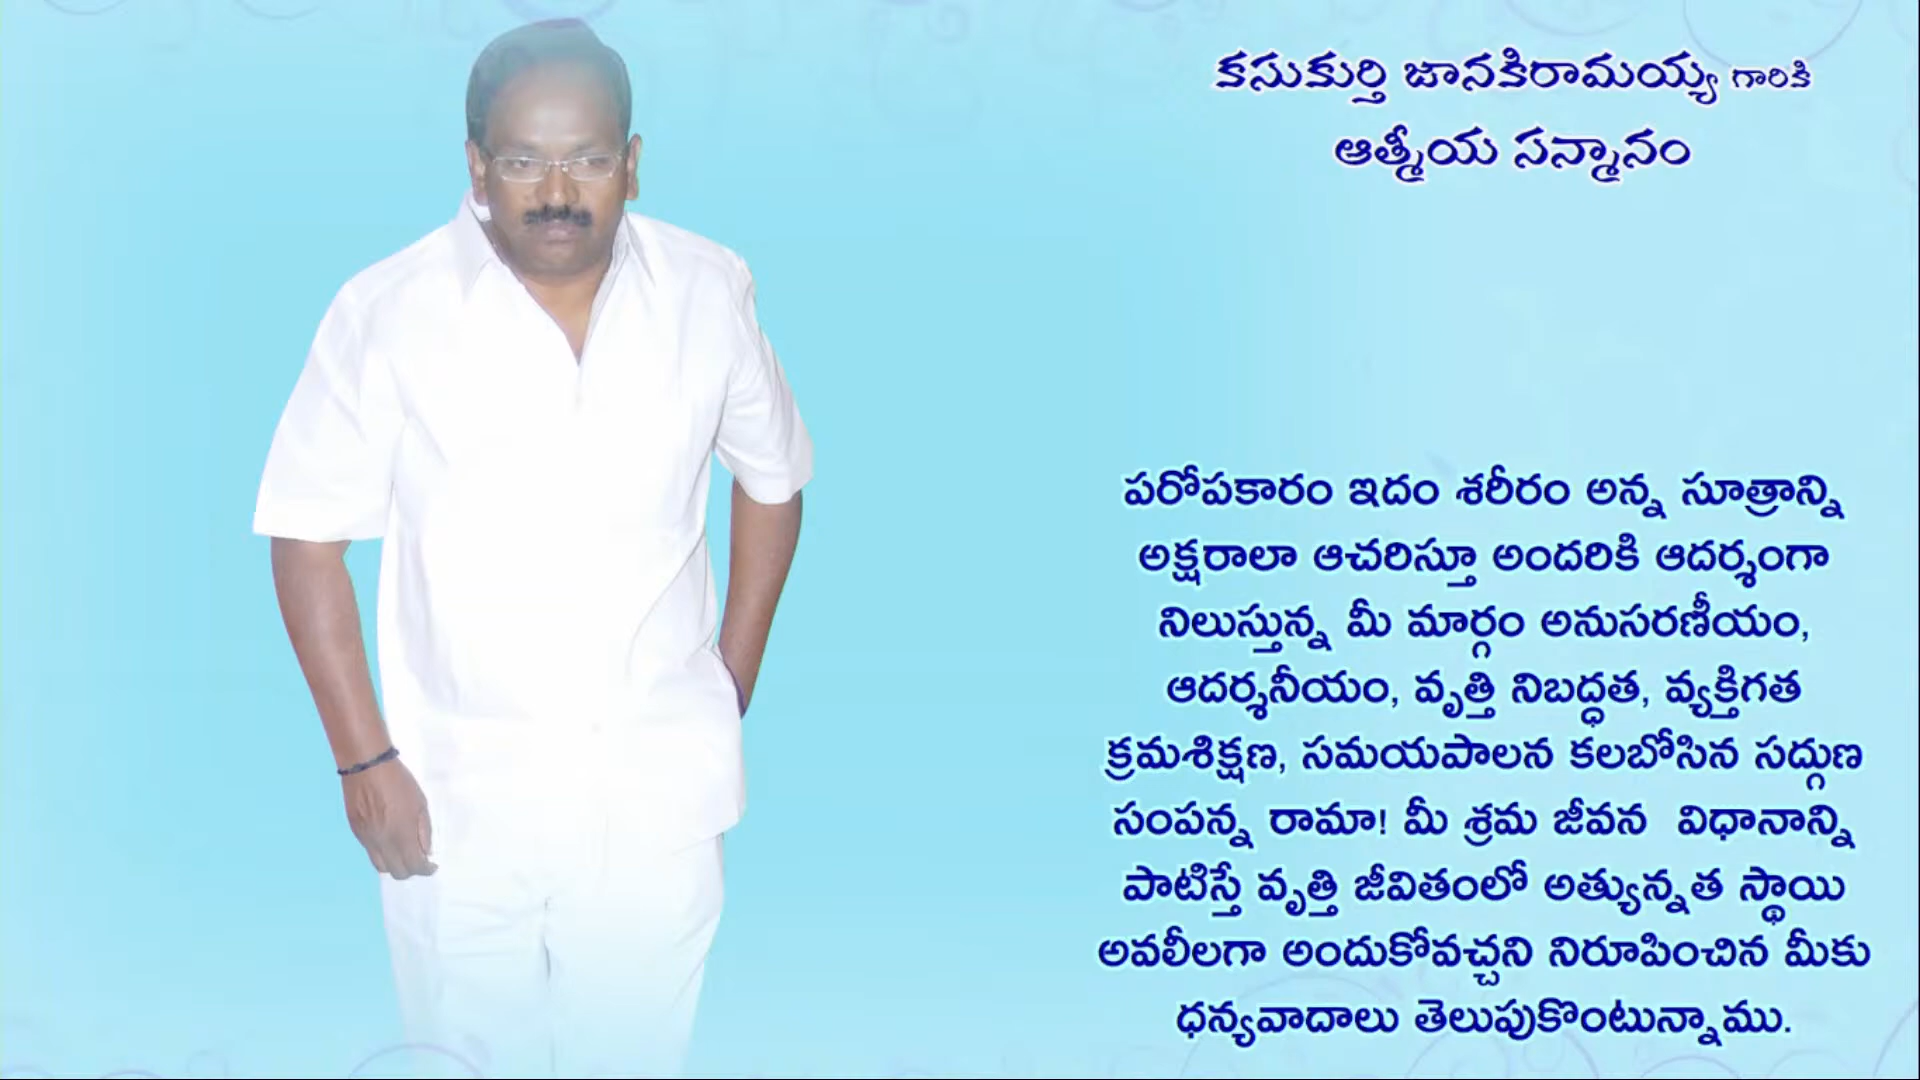 కసుకుర్తి జానకిరామయ్య గారికి
ఆత్మీయ సన్మానం
పరోపకారం ఇదం శరీరం అన్న సూత్రాన్ని
అక్షరాలా ఆచరిస్తూ అందరికి ఆదర్శంగా
నిలుస్తున్న మీ మార్గం అనుసరణీయం,
ఆదర్శనీయం, వృత్తి నిబద్ధత, వ్యక్తిగత
క్రమశిక్షణ, సమయపాలన కలబోసిన సద్గుణ
సంపన్న రామా! మీ శ్రమ జీవన విధానాన్ని
పాటిస్తే వృత్తి జీవితంలో అత్యున్నత స్థాయి
అవలీలగా అందుకోవచ్చని నిరూపించిన మీకు
ధన్యవాదాలు తెలుపుకొంటున్నాము.